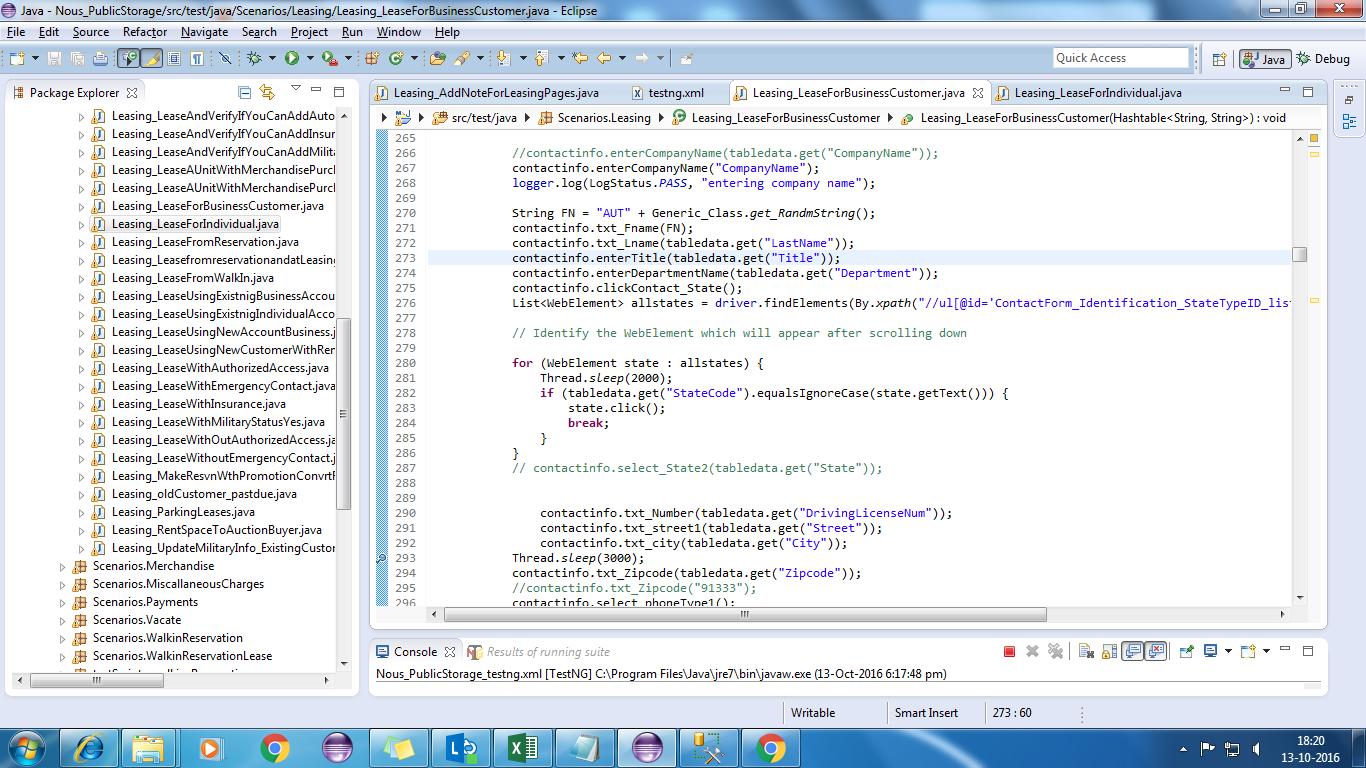 Java - Nous_PublicStorage/src/test/java/Scenarios/Leasing/Leasing_LeaseForBusinessCustomer.java - Eclipse
File Edit Source Refactor Navigate Search Project Run Window Help
Quick Access
Java
Debug
Package Explorer
Leasing_LeaseAndVerifyIfYouCanAddAuto
Leasing_LeaseAndVerifyIfYouCanAddInsur
Leasing_LeaseAndVerifyIfYouCanAddMilita
Leasing_LeaseAUnitWithMerchandisePurcl
Leasing_LeaseAUnitWithMerchandisePurcl
Leasing_LeaseForBusinessCustomer.java
Leasing_LeaseForIndividual.java
Leasing_LeaseFromReservation.java
Leasing_LeasefromreservationandatLeasing
Leasing_LeaseFromWalkIn.java
Leasing_LeaseUsingExistnigBusinessAccou
Leasing_LeaseUsingExistnigIndividualAcco
Leasing_LeaseUsingNewAccountBusiness.j
Leasing_LeaseUsingNewCustomerWithRen
Leasing_LeaseWithAuthorizedAccess.java
Leasing_LeaseWithEmergencyContact.java
Leasing_LeaseWithInsurance.java
Leasing_LeaseWithMilitaryStatusYes.java
Leasing_LeaseWithOutAuthorizedAccess.ja
Leasing_LeaseWithoutEmergencyContact.j
Leasing_MakeResvnWthPromotionConvrtF
Leasing_oldCustomer_pastdue.java
Leasing_ParkingLeases.java
Leasing_RentSpaceToAuctionBuyer.java
Leasing_UpdateMilitaryInfo_ExistingCustor
Scenarios.Merchandise
Scenarios.MiscallaneousCharges
Scenarios.Payments
Scenarios.Vacate
Scenarios.WalkinReservation
Scenarios.WalkinReservationLease
Leasing_AddNoteForLeasingPages.java
testng.xml
Leasing_LeaseForBusinessCustomer.java
Leasing_LeaseForIndividual.java
src/test/java
Scenarios.Leasing
Leasing_LeaseForBusinessCustomer
Leasing_LeaseForBusinessCustomer(Hashtable<String, String>) : void
265
266 //contactinfo.enterCompanyName(tabledata.get("CompanyName"));
267 contactinfo.enterCompanyName("CompanyName");
268 logger.log(LogStatus.PASS, "entering company name");
269
270 String FN = "AUT" + Generic_Class.get_RandmString();
271 contactinfo.txt_Fname(FN);
272 contactinfo.txt_Lname(tabledata.get("LastName"));
273 contactinfo.enterTitle(tabledata.get("Title"));
274 contactinfo.enterDepartmentName(tabledata.get("Department"));
275 contactinfo.clickContact_State();
276 List<WebElement> allstates = driver.findElements(By.xpath("//ul[@id='ContactForm_Identification_StateTypeID_list
277
278 // Identify the WebElement which will appear after scrolling down
279
280 for (WebElement state : allstates) {
281 Thread.sleep(2000);
282 if (tabledata.get("StateCode").equalsIgnoreCase(state.getText())) {
283 state.click();
284 break;
285 }
286 }
287 // contactinfo.select_State2(tabledata.get("State"));
288
289
290 contactinfo.txt_Number(tabledata.get("DrivingLicenseNum"));
291 contactinfo.txt_street1(tabledata.get("Street"));
292 contactinfo.txt_city(tabledata.get("City"));
293 Thread.sleep(3000);
294 contactinfo.txt_Zipcode(tabledata.get("Zipcode"));
295 //contactinfo.txt_Zipcode("91333");
296 contactinfo.select_phoneType1();
Console
Results of running suite
Nous_PublicStorage_testng.xml [TestNG] C:\Program Files\Java\jre7\bin\javaw.exe (13-Oct-2016 6:17:48 pm)
Writable
Smart Insert
273 : 60
18:20
13-10-2016